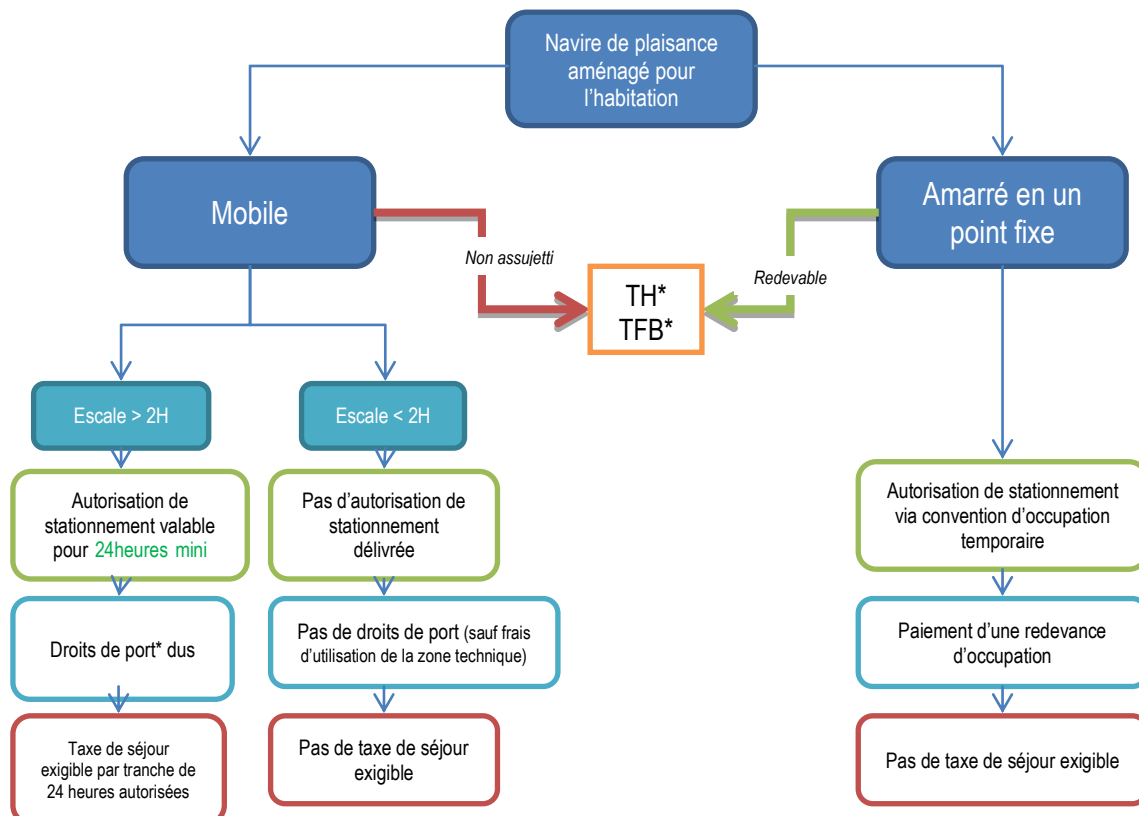 Navire de plaisance
aménagé pour
l’habitation
Mobile
Amarré en un
point fixe
Non assujetti
Redevable
TH*
TFB*
Escale > 2H
Escale < 2H
Autorisation de
stationnement valable
pour 24heures mini
Pas d’autorisation de
stationnement
délivrée
Autorisation de stationnement
via convention d’occupation
temporaire
Droits de port* dus
Pas de droits de port (sauf frais
d’utilisation de la zone technique)
Paiement d’une redevance
d’occupation
Taxe de séjour
exigible par tranche de
24 heures autorisées
Pas de taxe de séjour
exigible
Pas de taxe de séjour exigible